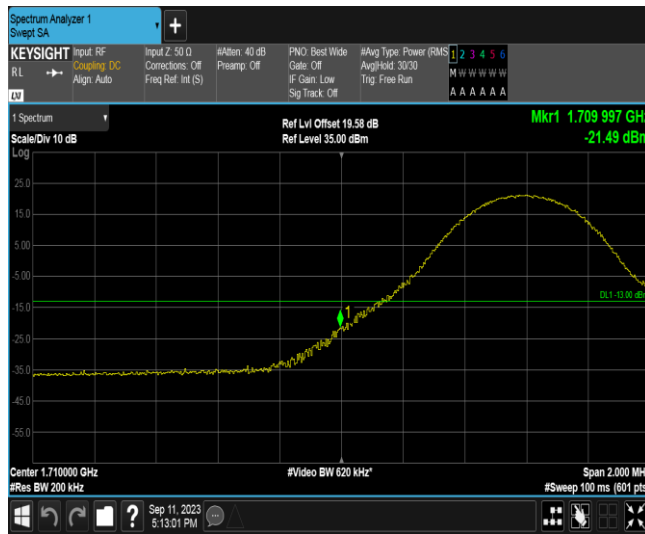 Spectrum Analyzer 1
Swept SA
+
KEYSIGHT
RL
LXI
Input: RF
Coupling: DC
Align: Auto
Input Z: 50 Ω
Corrections: Off
Freq Ref: Int (S)
#Atten: 40 dB
Preamp: Off
PNO: Best Wide
Gate: Off
IF Gain: Low
Sig Track: Off
#Avg Type: Power (RMS
Avg|Hold: 30/30
Trig: Free Run
1 2 3 4 5 6
M W W W W W
A A A A A A
1 Spectrum
Scale/Div 10 dB
Log
Ref Lvl Offset 19.58 dB
Ref Level 35.00 dBm
Mkr1 1.709 997 GHz
-21.49 dBm
25.0
15.0
5.00
-5.00
-15.0
-25.0
-35.0
-45.0
-55.0
DL1 -13.00 dBm
1
Center 1.710000 GHz
#Res BW 200 kHz
#Video BW 620 kHz*
Span 2.000 MH
#Sweep 100 ms (601 pts
?
Sep 11, 2023
5:13:01 PM